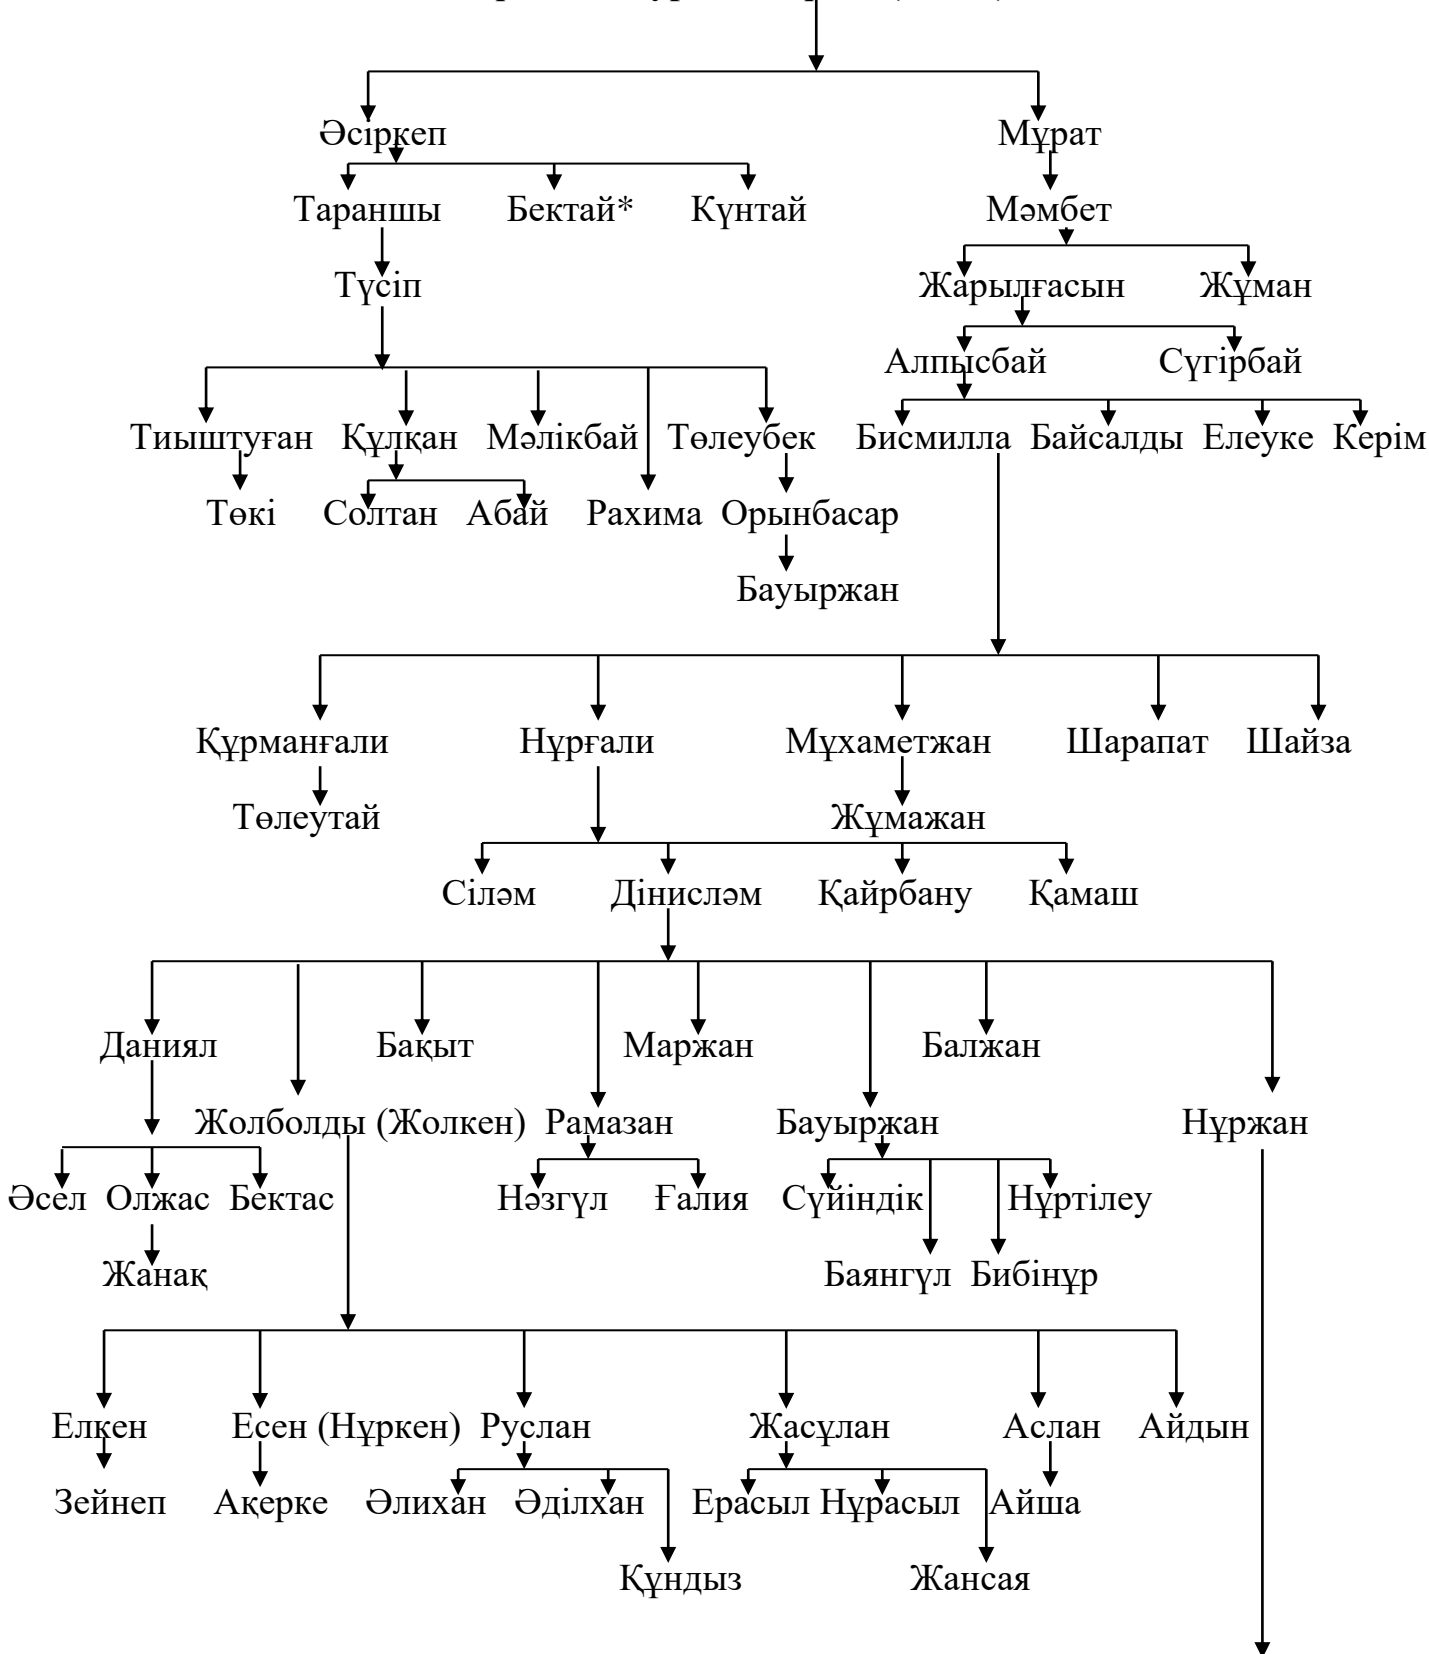 Әсіркеп Мұрат
Тараншы Бектай* Күнтай Мәмбет
Түсіп Жарылғасын Жұман
Алпысбай Сүгірбай
Тиыштуған Құлқан Мәлікбай Төлеубек Бисмилла Байсалды Елеуке Керім
Төкі Солтан Абай Рахима Орынбасар
Бауыржан
Құрманғали Нұрғали Мұхаметжан Шарапат Шайза
Төлеутай Жұмажан
Сіләм Дінисләм Қайрбану Қамаш
Даниял Бақыт Маржан Балжан
Жолболды (Жолкен) Рамазан Бауыржан Нұржан
Әсел Олжас Бектас Нәзгүл Ғалия Сүйіндік Нұртілеу
Жанақ Баянгүл Бибінұр
Елкен Есен (Нұркен) Руслан Жасұлан Аслан Айдын
Зейнеп Ақерке Әлихан Әділхан Ерасыл Нұрасыл Айша
Құндыз Жансая